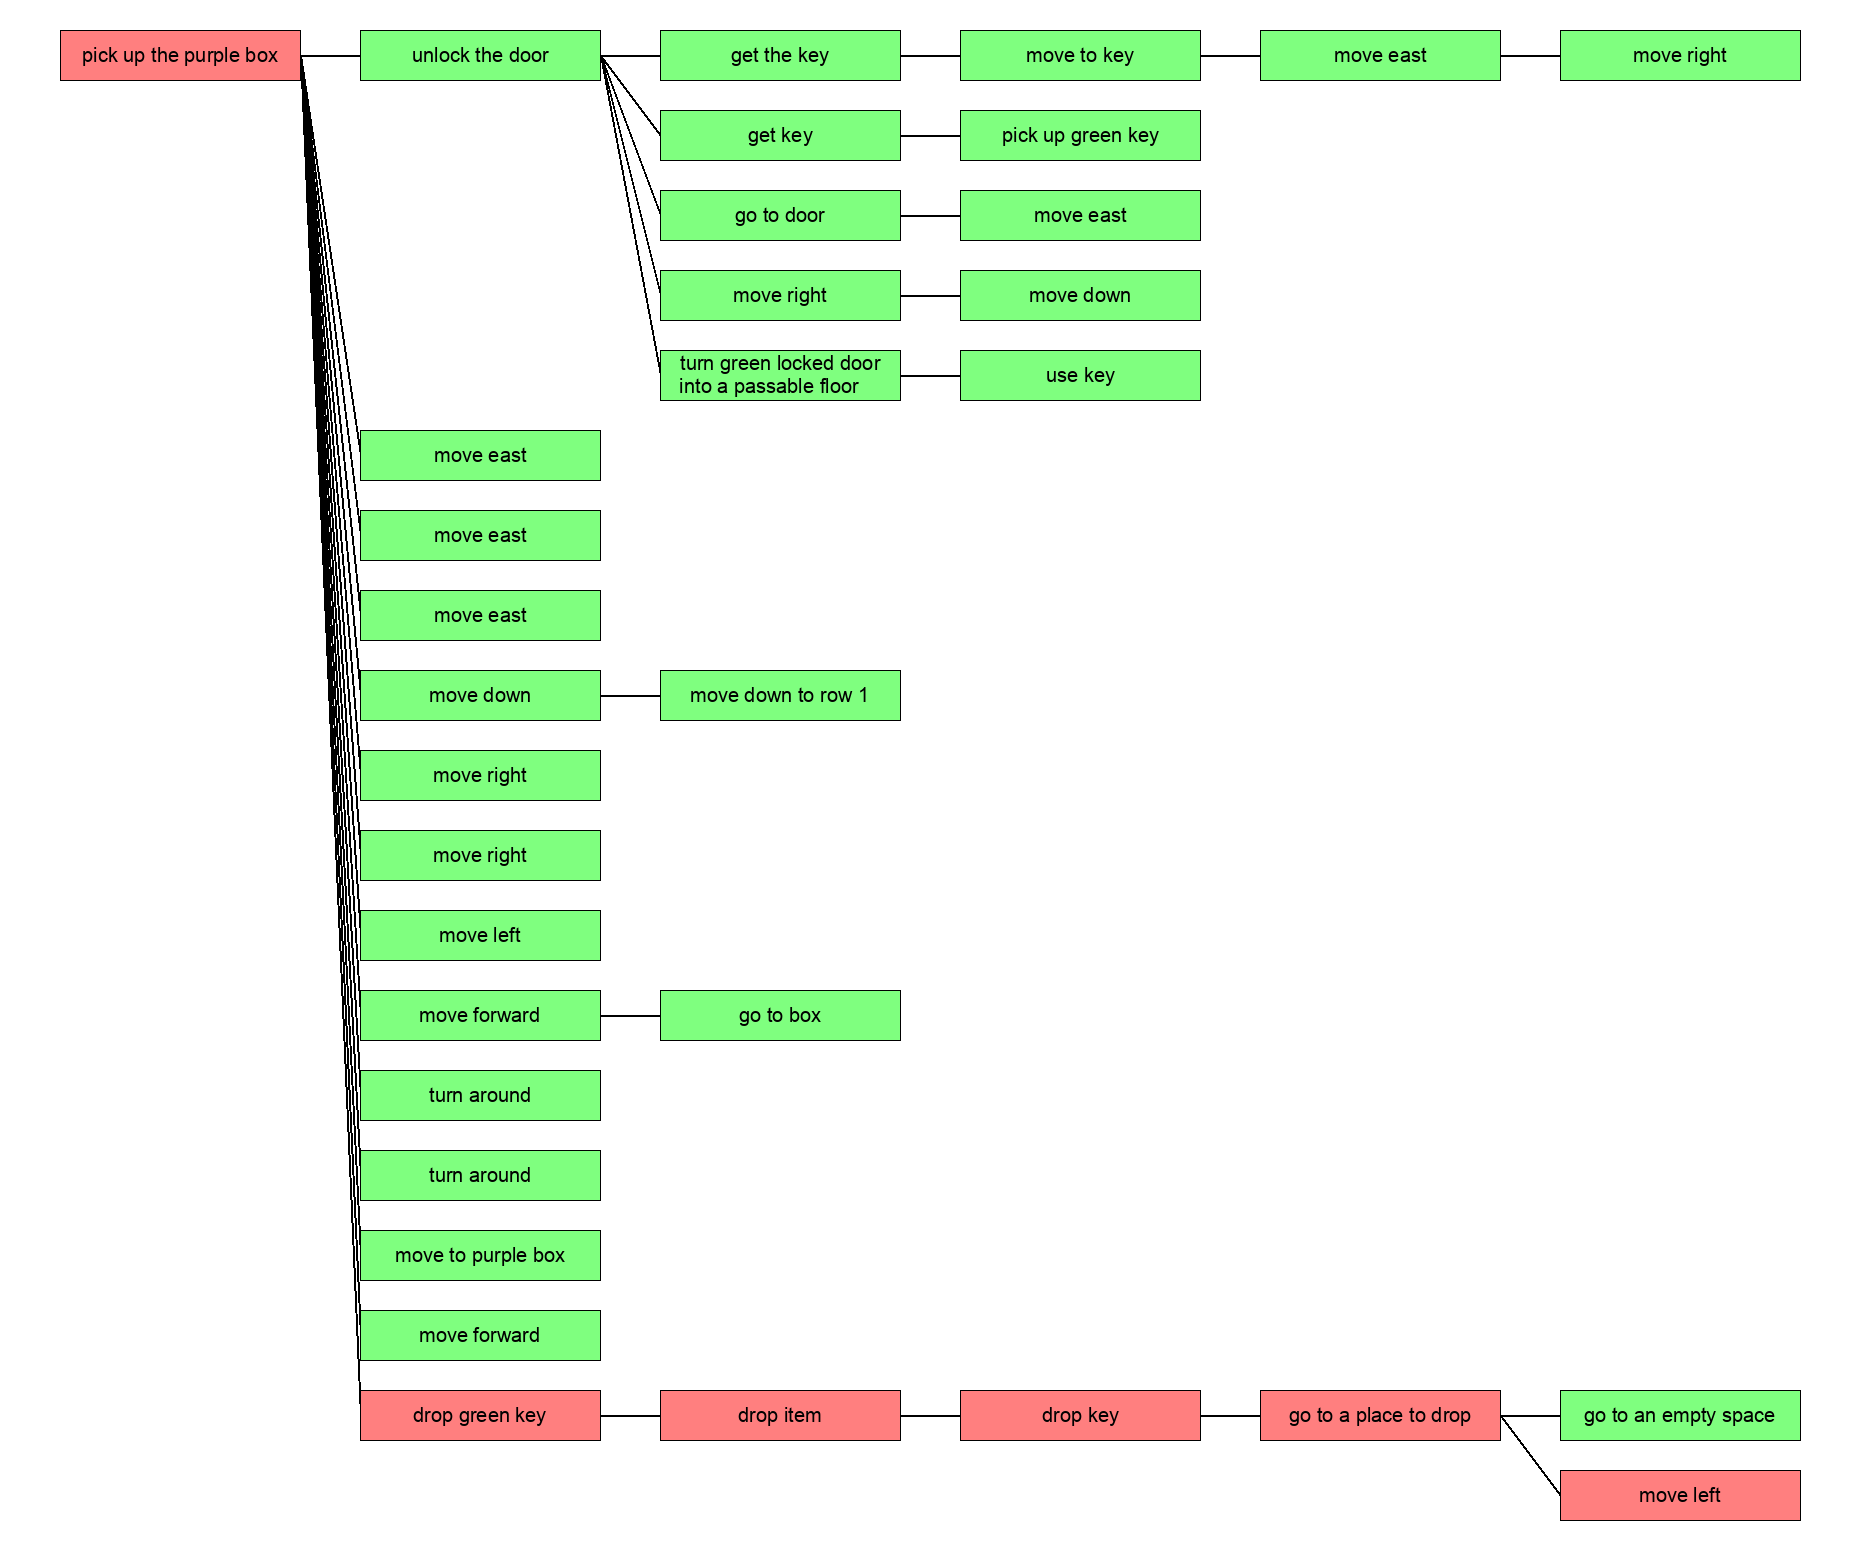 pick up the purple box
unlock the door
get the key
move to key
move east
move right
get key
pick up green key
go to door
move east
move right
move down
turn green locked door
into a passable floor
use key
move east
move east
move east
move down
move down to row 1
move right
move right
move left
move forward
go to box
turn around
turn around
move to purple box
move forward
drop green key
drop item
drop key
go to a place to drop
go to an empty space
move left